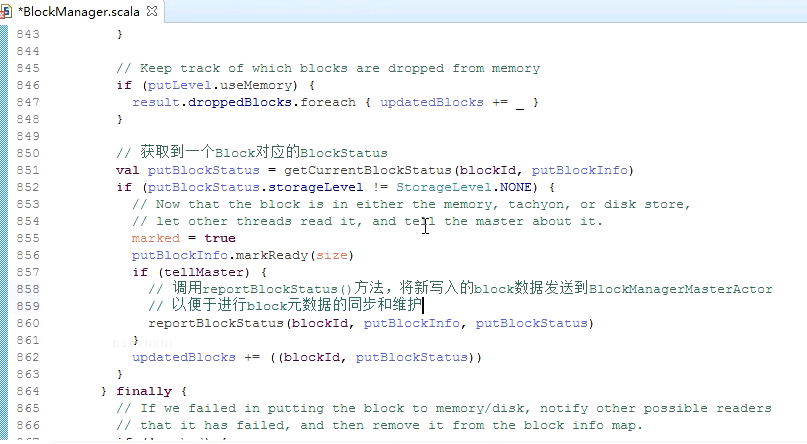 *BlockManager.scala
843 }
844
845 // Keep track of which blocks are dropped from memory
846 if (putLevel.useMemory) {
847 result.droppedBlocks.foreach { updatedBlocks += _ }
848 }
849
850 // 获取到一个Block对应的BlockStatus
851 val putBlockStatus = getCurrentBlockStatus(blockId, putBlockInfo)
852 if (putBlockStatus.storageLevel != StorageLevel.NONE) {
853 // Now that the block is in either the memory, tachyon, or disk store,
854 // let other threads read it, and tell the master about it.
855 marked = true
856 putBlockInfo.markReady(size)
857 if (tellMaster) {
858 // 调用reportBlockStatus()方法，将新写入的block数据发送到BlockManagerMasterActor
859 // 以便于进行block元数据的同步和维护
860 reportBlockStatus(blockId, putBlockInfo, putBlockStatus)
861 }
862 updatedBlocks += ((blockId, putBlockStatus))
863 }
864 } finally {
865 // If we failed in putting the block to memory/disk, notify other possible readers
866 // that it has failed, and then remove it from the block info map.